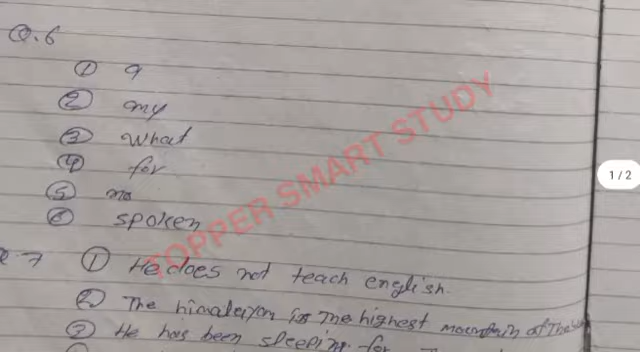 Q.6
① a
② my
③ what
④ for
⑤ no
⑥ spoken
TOPPER SMART STUDY
1/2
Q.7 ① He does not teach english.
② The himalayan is the highest mountain of the
③ He has been sleeping for